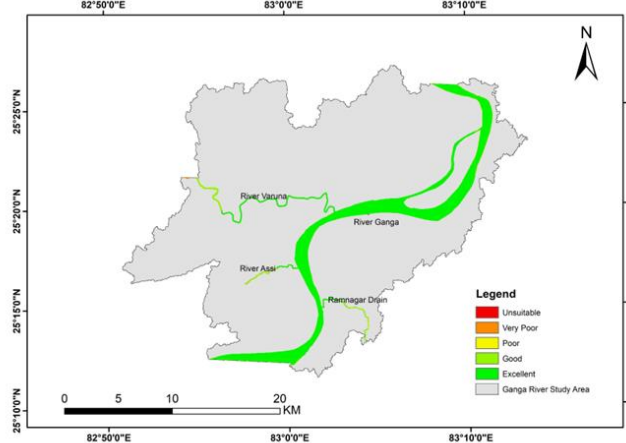 82°50'0"E 83°0'0"E 83°10'0"E
N
25°25'0"N
25°20'0"N
25°15'0"N
25°10'0"N
River Varuna
River Ganga
River Assi
Ramnagar Drain
Legend
Unsuitable
Very Poor
Poor
Good
Excellent
Ganga River Study Area
0 5 10 20
KM
82°50'0"E 83°0'0"E 83°10'0"E